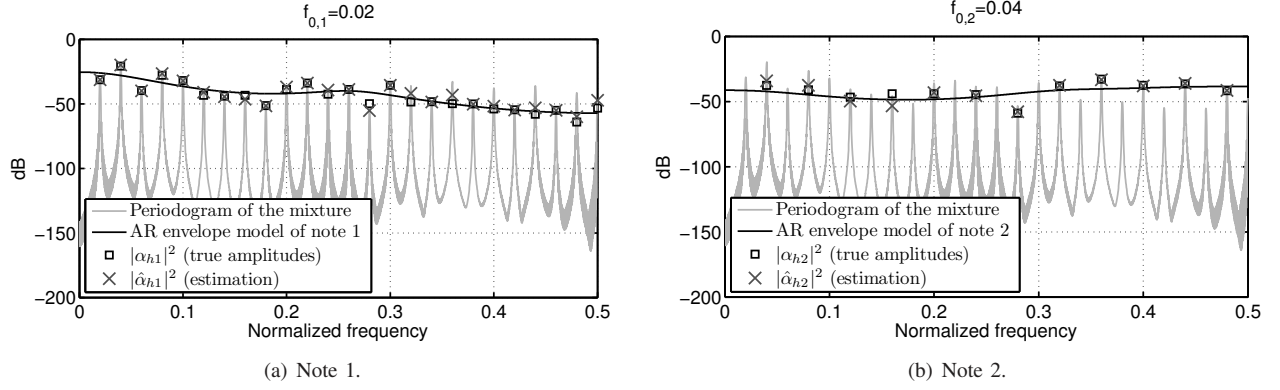 f0,1=0.02
0
−50
−100
−150
−200
dB
0
0.1
0.2
0.3
0.4
0.5
Normalized frequency
Periodogram of the mixture
AR envelope model of note 1
|αh1|² (true amplitudes)
|α̂h1|² (estimation)
(a) Note 1.
f0,2=0.04
0
−50
−100
−150
−200
dB
0
0.1
0.2
0.3
0.4
0.5
Normalized frequency
Periodogram of the mixture
AR envelope model of note 2
|αh2|² (true amplitudes)
|α̂h2|² (estimation)
(b) Note 2.